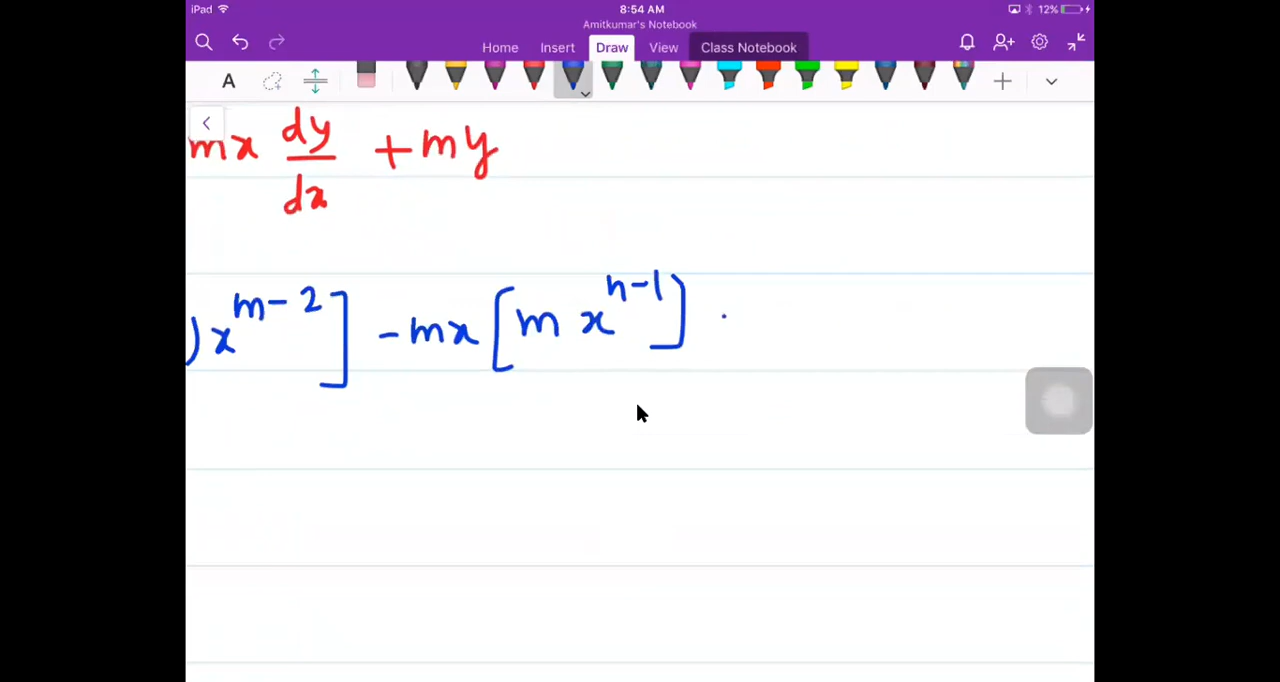 iPad 8:54 AM 12%
Amitkumar's Notebook
Home Insert Draw View Class Notebook
A
mx dy/dx + my
)x^{m-2}] - mx [m x^{n-1}] .